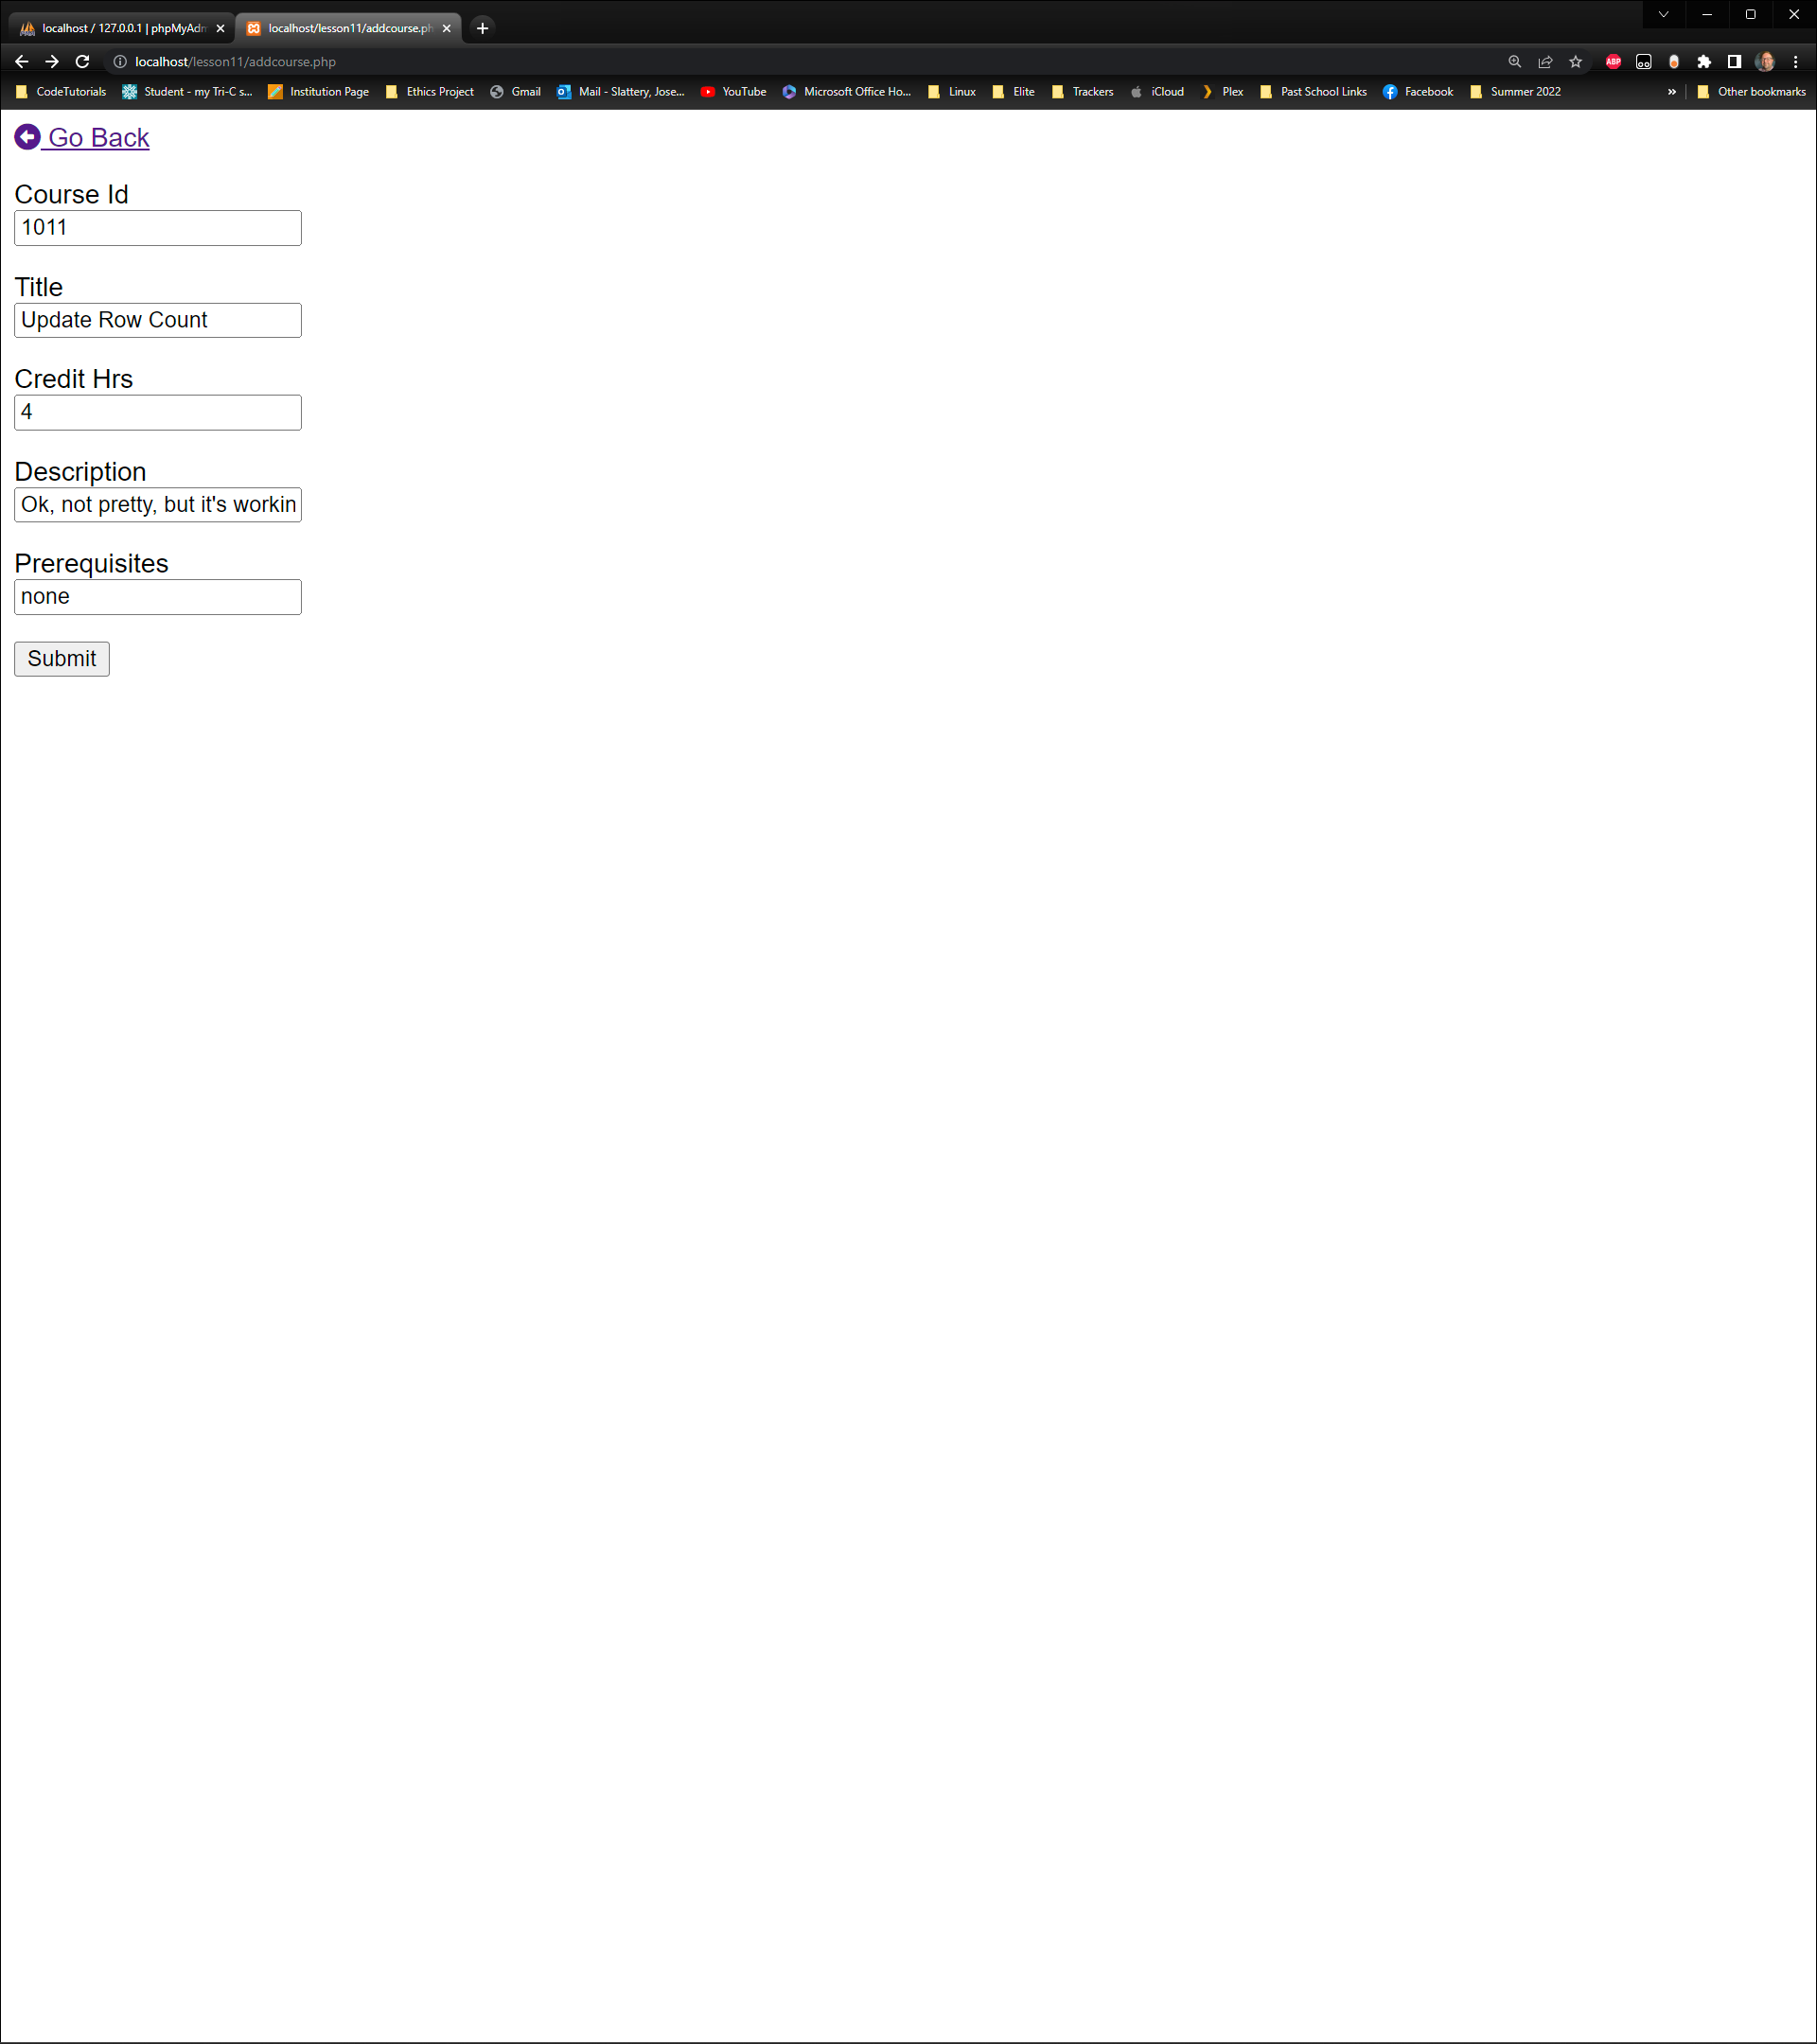 localhost / 127.0.0.1 | phpMyAdm
localhost/lesson11/addcourse.ph
localhost/lesson11/addcourse.php
ABP
CodeTutorials Student - my Tri-C s... Institution Page Ethics Project Gmail Mail - Slattery, Jose... YouTube Microsoft Office Ho... Linux Elite Trackers iCloud Plex Past School Links Facebook Summer 2022 » Other bookmarks
Go Back
Course Id
1011
Title
Update Row Count
Credit Hrs
4
Description
Ok, not pretty, but it's workin
Prerequisites
none
Submit